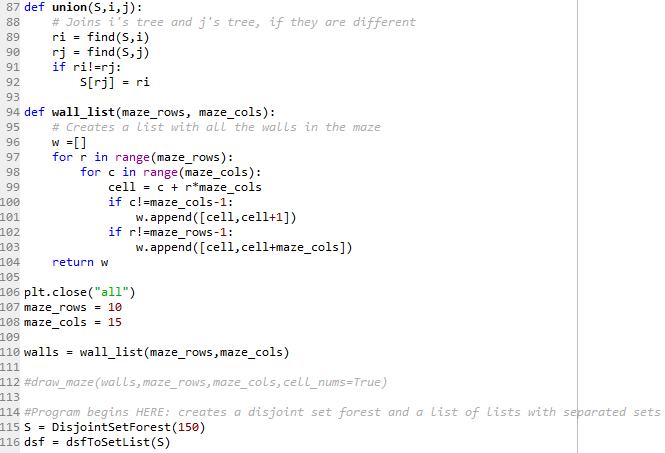 87 def union(S,i,j):
88     # Joins i's tree and j's tree, if they are different
89     ri = find(S,i)
90     rj = find(S,j)
91     if ri!=rj:
92         S[rj] = ri
93
94 def wall_list(maze_rows, maze_cols):
95     # Creates a list with all the walls in the maze
96     w =[]
97     for r in range(maze_rows):
98         for c in range(maze_cols):
99             cell = c + r*maze_cols
100             if c!=maze_cols-1:
101                 w.append([cell,cell+1])
102             if r!=maze_rows-1:
103                 w.append([cell,cell+maze_cols])
104     return w
105
106 plt.close("all")
107 maze_rows = 10
108 maze_cols = 15
109
110 walls = wall_list(maze_rows,maze_cols)
111
112 #draw_maze(walls,maze_rows,maze_cols,cell_nums=True)
113
114 #Program begins HERE: creates a disjoint set forest and a list of lists with separated sets
115 S = DisjointSetForest(150)
116 dsf = dsfToSetList(S)